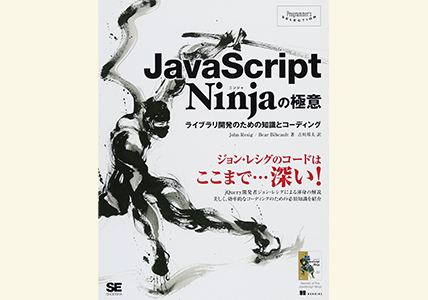 Programmer's
SELECTION
JavaScript
ニンジャ
Ninjaの極意
ライブラリ開発のための知識とコーディング
John Resig / Bear Bibeault 著 吉川邦夫 訳
ジョン・レシグのコードは
ここまで…深い!
jQuery開発者ジョン・レシグによる渾身の解説
美しく、効率的なコーディングのための必須知識を紹介
SE
SHOEISHA
MANNING